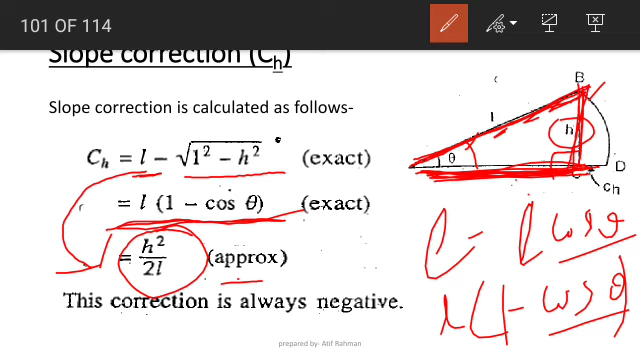 101 OF 114
Slope correction (Ch)
Slope correction is calculated as follows-
Ch = l − √1² − h² (exact)
= l (1 − cos θ) (exact)
= h²/2l (approx)
This correction is always negative.
B
l
h
θ
D
Ch
l - l cos θ
l(1 - cos θ)
prepared by- Atif Rahman